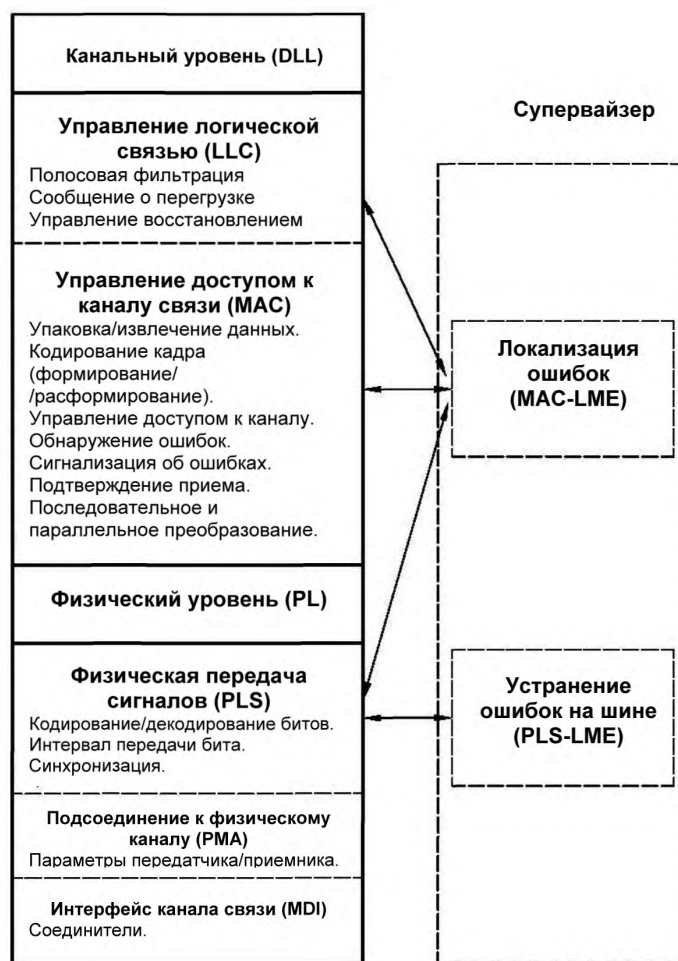 Канальный уровень (DLL)
Управление логической
связью (LLC)
Полосовая фильтрация
Сообщение о перегрузке
Управление восстановлением
Управление доступом к
каналу связи (MAC)
Упаковка/извлечение данных.
Кодирование кадра
(формирование/
/расформирование).
Управление доступом к каналу.
Обнаружение ошибок.
Сигнализация об ошибках.
Подтверждение приема.
Последовательное и
параллельное преобразование.
Физический уровень (PL)
Физическая передача
сигналов (PLS)
Кодирование/декодирование битов.
Интервал передачи бита.
Синхронизация.
Подсоединение к физическому
каналу (PMA)
Параметры передатчика/приемника.
Интерфейс канала связи (MDI)
Соединители.
Супервайзер
Локализация
ошибок
(MAC-LME)
Устранение
ошибок на шине
(PLS-LME)